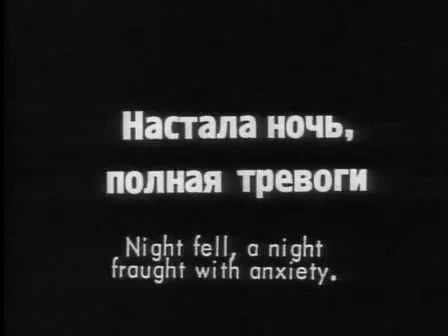 Настала ночь,
полная тревоги
Night fell, a night
fraught with anxiety.